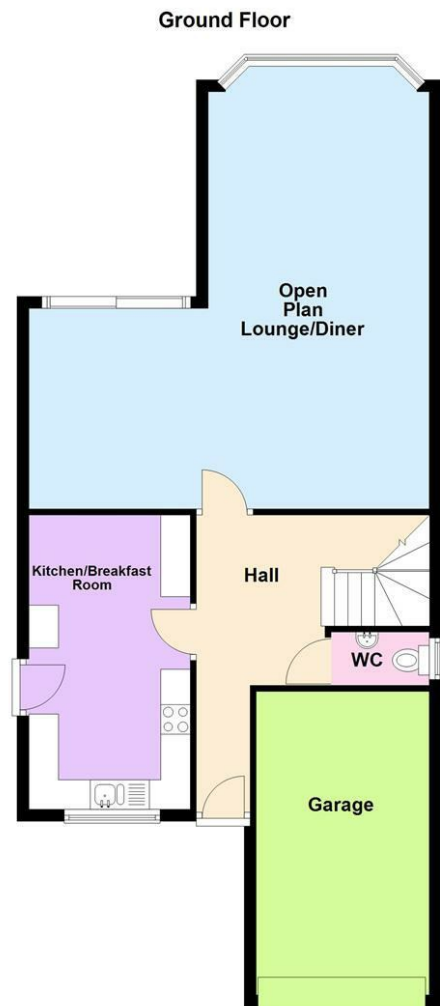 Ground Floor
Open
Plan
Lounge/Diner
Kitchen/Breakfast
Room
Hall
WC
Garage